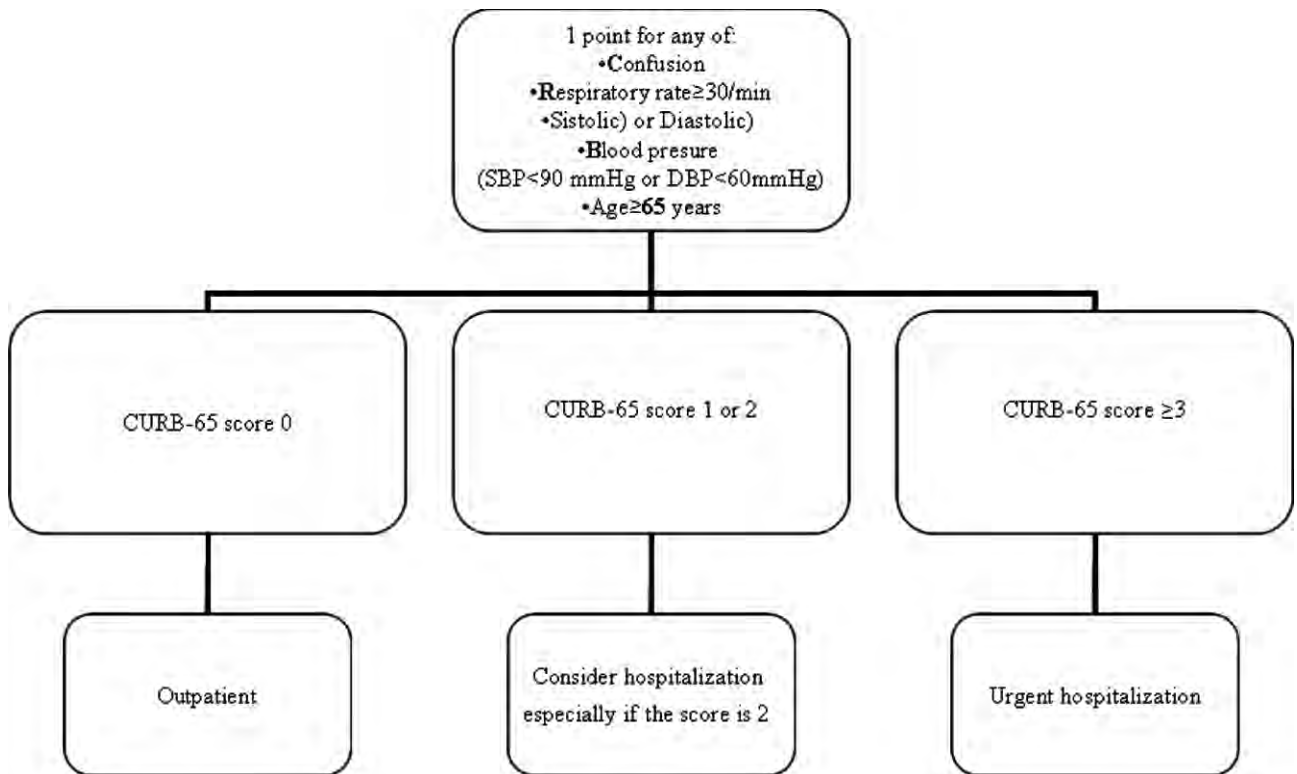 1 point for any of:
•Confusion
•Respiratory rate≥30/min
•Sistolic) or Diastolic)
•Blood presure
(SBP<90 mmHg or DBP<60mmHg)
•Age≥65 years
CURB-65 score 0
CURB-65 score 1 or 2
CURB-65 score ≥3
Outpatient
Consider hospitalization
especially if the score is 2
Urgent hospitalization